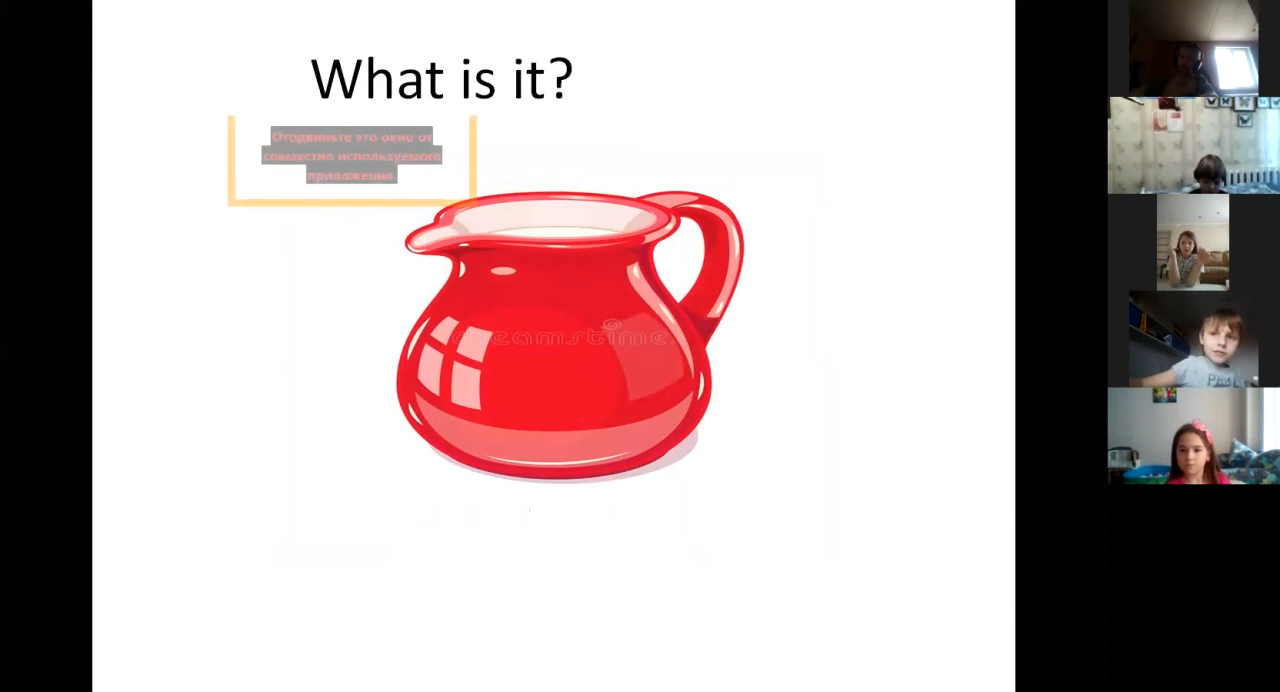 What is it?
Отодвиньте это окно от
совместно используемого
приложения.
dreamstime